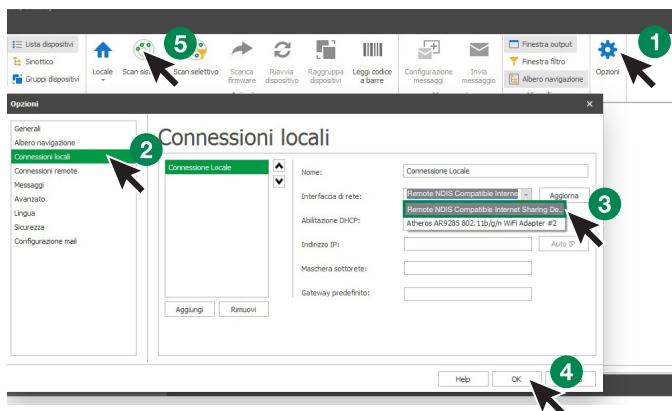 Lista dispositivi
Sinottico
Gruppi dispositivi
Locale
Scan sis
Scan selettivo
Scarica firmware
Riavvia dispositivo
Raggruppa dispositivi
Leggi codice a barre
Configurazione messaggi
Invia messaggio
Finestra output
Finestra filtro
Albero navigazione
Opzioni
5
1
Opzioni
×
Generali
Albero navigazione
Connessioni locali
Connessioni remote
Messaggi
Avanzato
Lingua
Sicurezza
Configurazione mail
2
Connessioni locali
Connessione Locale
Aggiungi
Rimuovi
Nome:
Connessione Locale
Interfaccia di rete:
Remote NDIS Compatible Interne
Aggiorna
Remote NDIS Compatible Internet Sharing De..
Atheros AR9285 802.11b/g/n WiFi Adapter #2
3
Abilitazione DHCP:
Indirizzo IP:
Auto IP
Maschera sottorete:
Gateway predefinito:
Help
OK
4